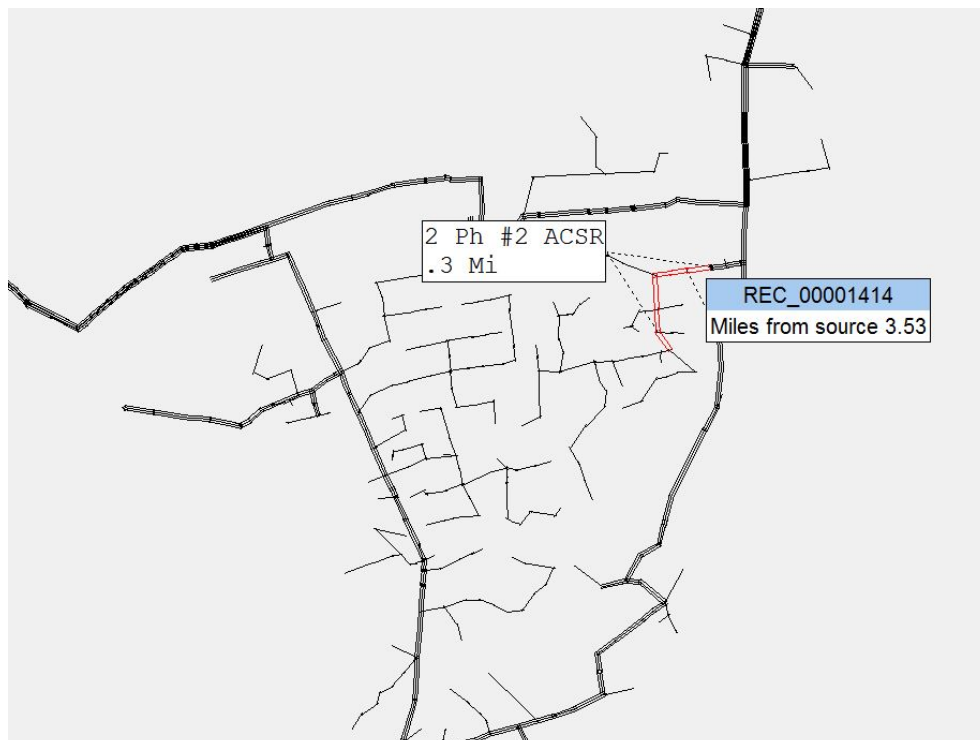 2 Ph #2 ACSR
.3 Mi
REC_00001414
Miles from source 3.53